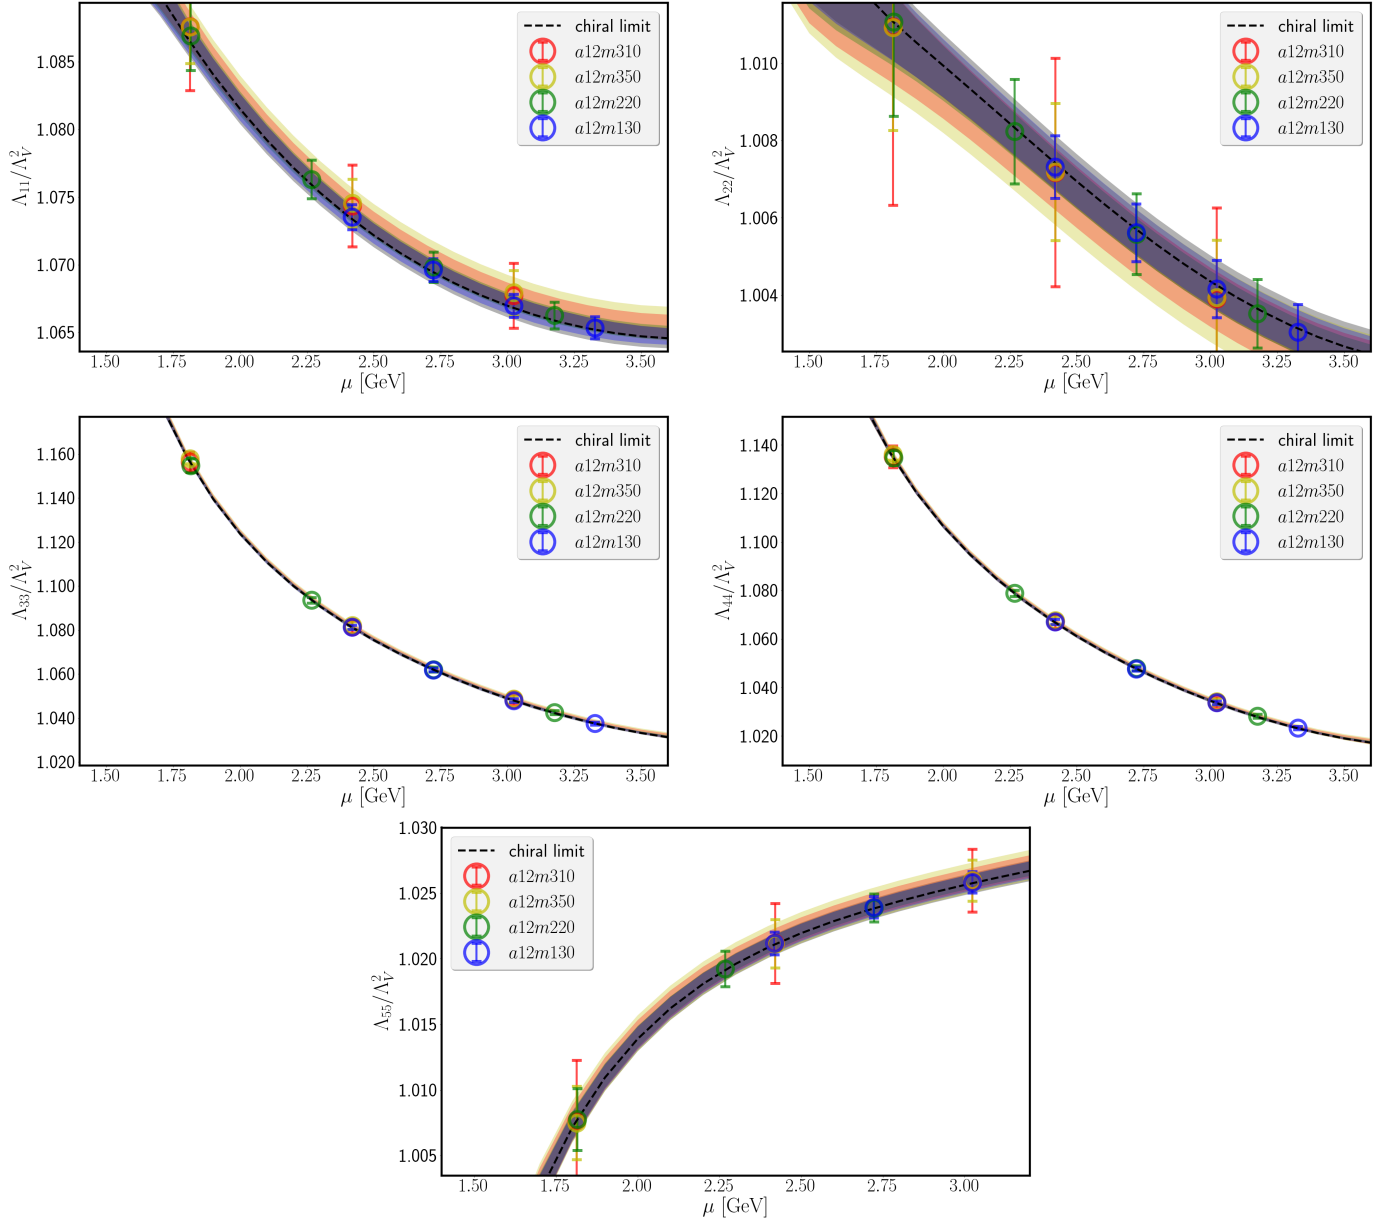 1.085
1.080
1.075
1.070
1.065
Λ₁₁/Λ²_V
1.50 1.75 2.00 2.25 2.50 2.75 3.00 3.25 3.50
μ [GeV]
chiral limit
a12m310
a12m350
a12m220
a12m130
1.010
1.008
1.006
1.004
Λ₂₂/Λ²_V
1.50 1.75 2.00 2.25 2.50 2.75 3.00 3.25 3.50
μ [GeV]
chiral limit
a12m310
a12m350
a12m220
a12m130
1.160
1.140
1.120
1.100
1.080
1.060
1.040
1.020
Λ₃₃/Λ²_V
1.50 1.75 2.00 2.25 2.50 2.75 3.00 3.25 3.50
μ [GeV]
chiral limit
a12m310
a12m350
a12m220
a12m130
1.140
1.120
1.100
1.080
1.060
1.040
1.020
Λ₄₄/Λ²_V
1.50 1.75 2.00 2.25 2.50 2.75 3.00 3.25 3.50
μ [GeV]
chiral limit
a12m310
a12m350
a12m220
a12m130
1.030
1.025
1.020
1.015
1.010
1.005
Λ₅₅/Λ²_V
1.50 1.75 2.00 2.25 2.50 2.75 3.00
μ [GeV]
chiral limit
a12m310
a12m350
a12m220
a12m130